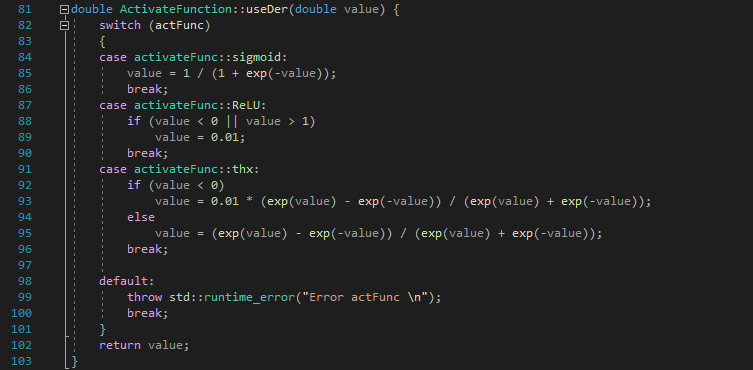 81 double ActivateFunction::useDer(double value) {
82 switch (actFunc)
83 {
84 case activateFunc::sigmoid:
85 value = 1 / (1 + exp(-value));
86 break;
87 case activateFunc::ReLU:
88 if (value < 0 || value > 1)
89 value = 0.01;
90 break;
91 case activateFunc::thx:
92 if (value < 0)
93 value = 0.01 * (exp(value) - exp(-value)) / (exp(value) + exp(-value));
94 else
95 value = (exp(value) - exp(-value)) / (exp(value) + exp(-value));
96 break;
97
98 default:
99 throw std::runtime_error("Error actFunc \n");
100 break;
101 }
102 return value;
103 }